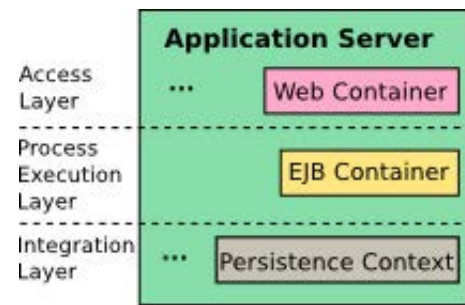 Application Server
Access
Layer
...
Web Container
Process
Execution
Layer
EJB Container
Integration
Layer
...
Persistence Context